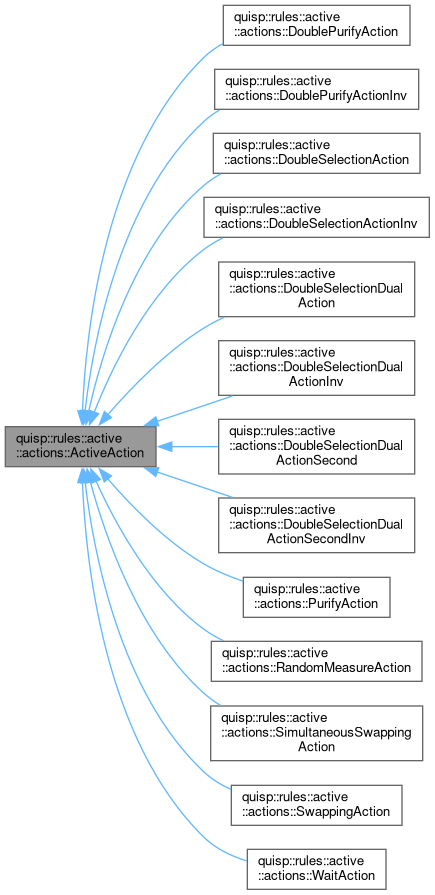 quisp::rules::active
::actions::DoublePurifyAction
quisp::rules::active
::actions::DoublePurifyActionInv
quisp::rules::active
::actions::DoubleSelectionAction
quisp::rules::active
::actions::DoubleSelectionActionInv
quisp::rules::active
::actions::DoubleSelectionDual
Action
quisp::rules::active
::actions::DoubleSelectionDual
ActionInv
quisp::rules::active
::actions::ActiveAction
quisp::rules::active
::actions::DoubleSelectionDual
ActionSecond
quisp::rules::active
::actions::DoubleSelectionDual
ActionSecondInv
quisp::rules::active
::actions::PurifyAction
quisp::rules::active
::actions::RandomMeasureAction
quisp::rules::active
::actions::SimultaneousSwapping
Action
quisp::rules::active
::actions::SwappingAction
quisp::rules::active
::actions::WaitAction